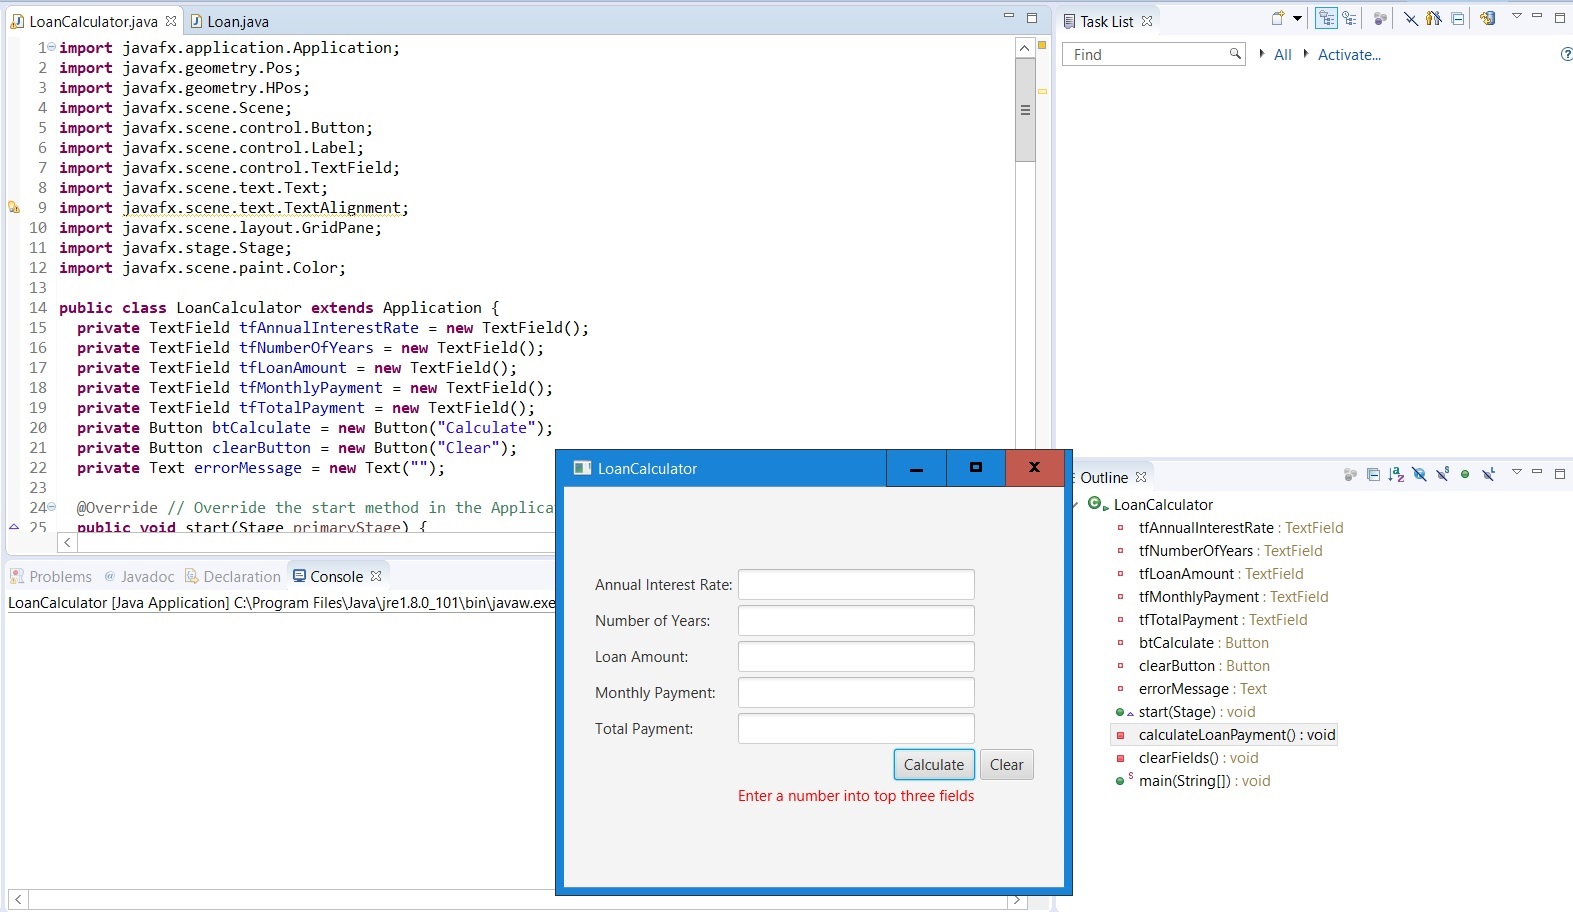 LoanCalculator.java
Loan.java
1 import javafx.application.Application;
2 import javafx.geometry.Pos;
3 import javafx.geometry.HPos;
4 import javafx.scene.Scene;
5 import javafx.scene.control.Button;
6 import javafx.scene.control.Label;
7 import javafx.scene.control.TextField;
8 import javafx.scene.text.Text;
9 import javafx.scene.text.TextAlignment;
10 import javafx.scene.layout.GridPane;
11 import javafx.stage.Stage;
12 import javafx.scene.paint.Color;
13
14 public class LoanCalculator extends Application {
15 private TextField tfAnnualInterestRate = new TextField();
16 private TextField tfNumberOfYears = new TextField();
17 private TextField tfLoanAmount = new TextField();
18 private TextField tfMonthlyPayment = new TextField();
19 private TextField tfTotalPayment = new TextField();
20 private Button btCalculate = new Button("Calculate");
21 private Button clearButton = new Button("Clear");
22 private Text errorMessage = new Text("");
23
24 @Override // Override the start method in the Applica
25 public void start(Stage primaryStage) {
Problems
Javadoc
Declaration
Console
LoanCalculator [Java Application] C:\Program Files\Java\jre1.8.0_101\bin\javaw.exe
LoanCalculator
Annual Interest Rate:
Number of Years:
Loan Amount:
Monthly Payment:
Total Payment:
Calculate
Clear
Enter a number into top three fields
Task List
Find
All
Activate...
Outline
LoanCalculator
tfAnnualInterestRate : TextField
tfNumberOfYears : TextField
tfLoanAmount : TextField
tfMonthlyPayment : TextField
tfTotalPayment : TextField
btCalculate : Button
clearButton : Button
errorMessage : Text
start(Stage) : void
calculateLoanPayment() : void
clearFields() : void
main(String[]) : void